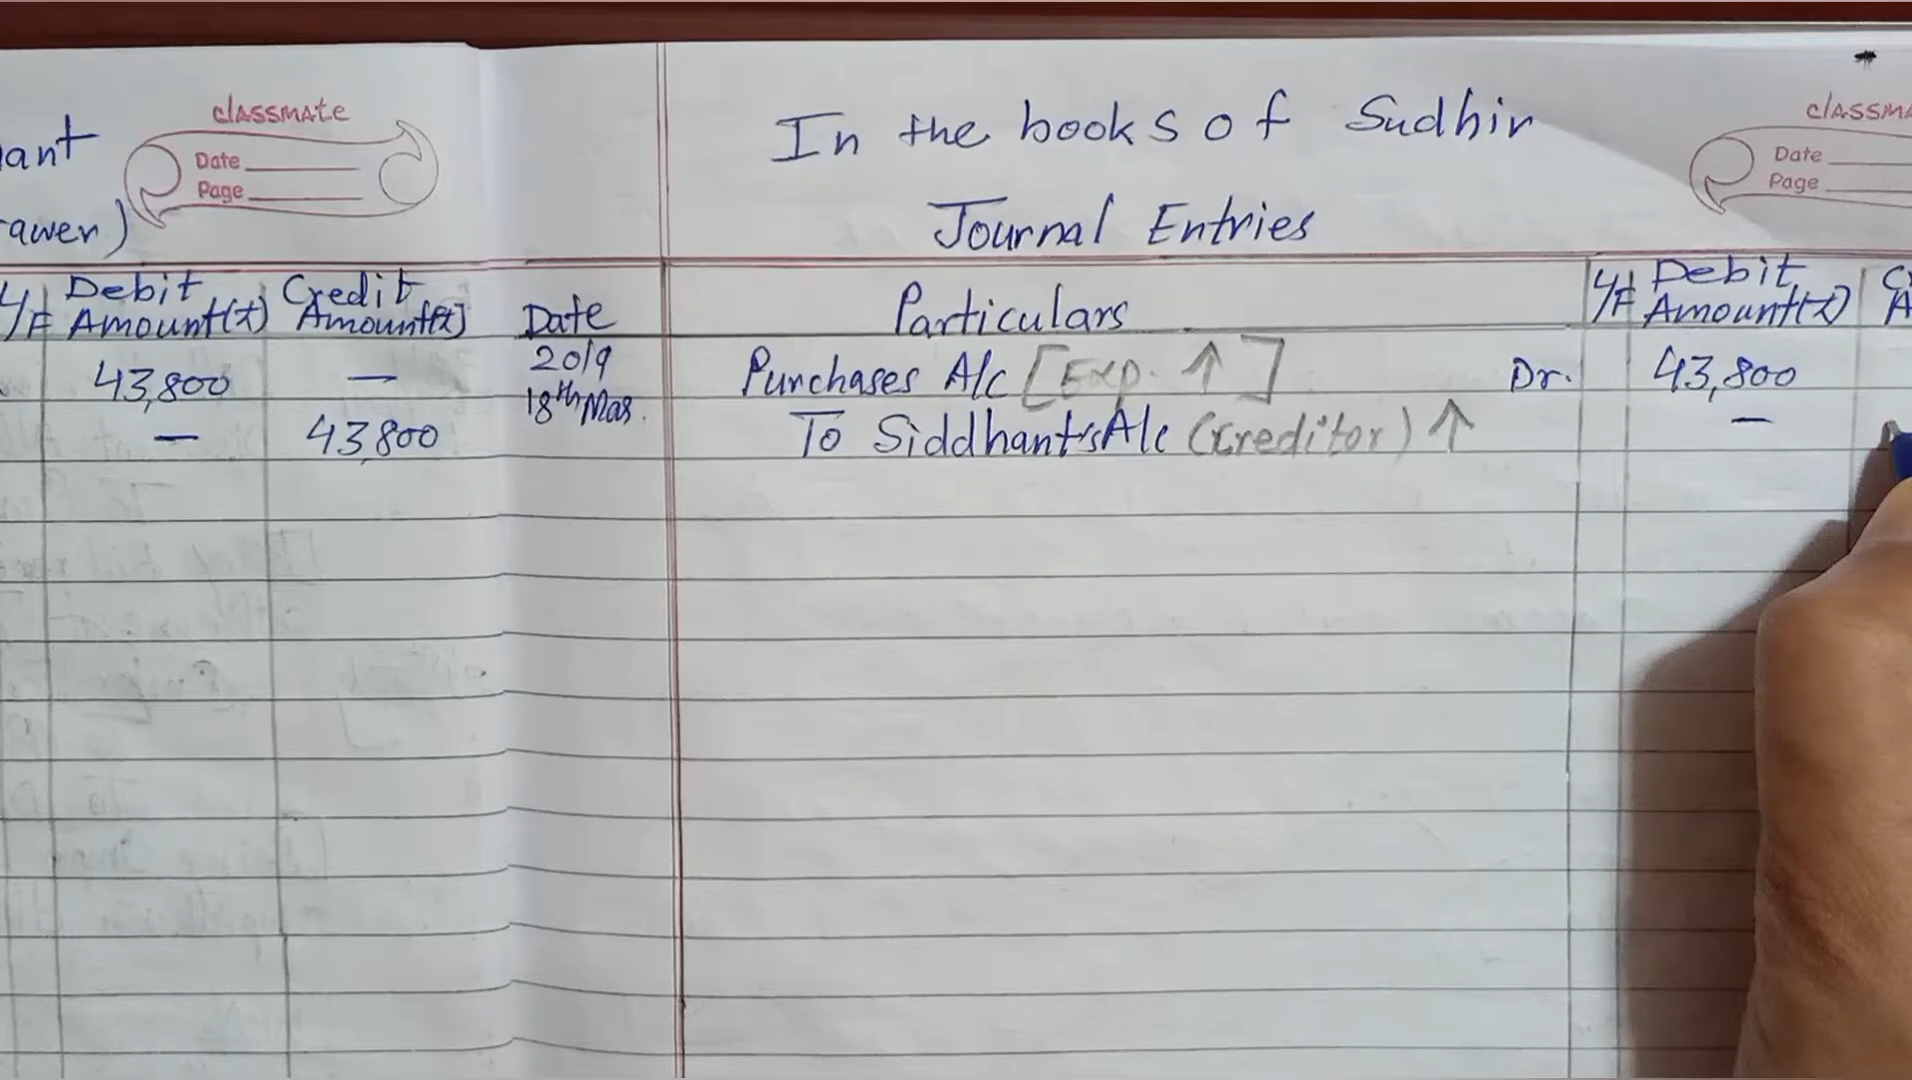 ant
classmate
Date
Page
awer)
L/F Debit Amount(₹) Credit Amount(₹)
43,800 —
— 43,800
In the books of Sudhir
Journal Entries
classma
Date
Page
Date Particulars L/F Debit Amount(₹)
2019
18th Mar. Purchases A/c [Exp. ↑] Dr. 43,800
To Siddhant's A/c (Creditor) ↑ —